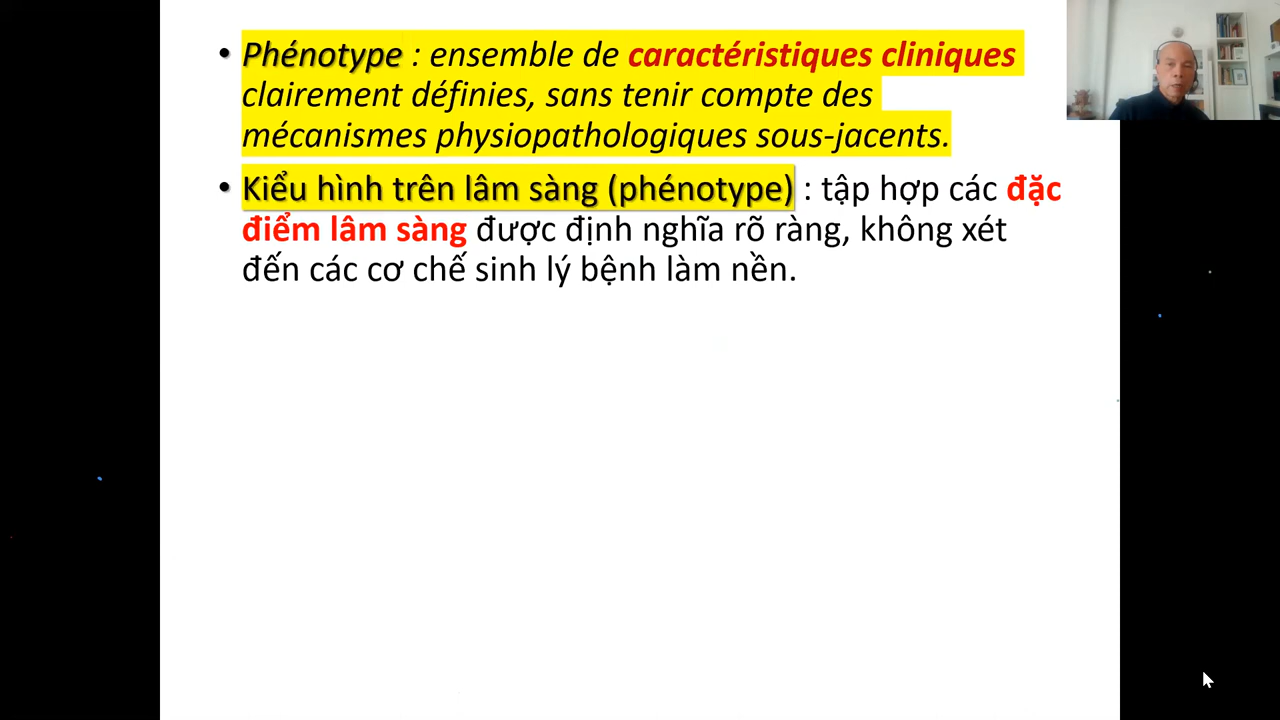 • Phénotype : ensemble de caractéristiques cliniques
clairement définies, sans tenir compte des
mécanismes physiopathologiques sous-jacents.
• Kiểu hình trên lâm sàng (phénotype) : tập hợp các đặc
điểm lâm sàng được định nghĩa rõ ràng, không xét
đến các cơ chế sinh lý bệnh làm nền.